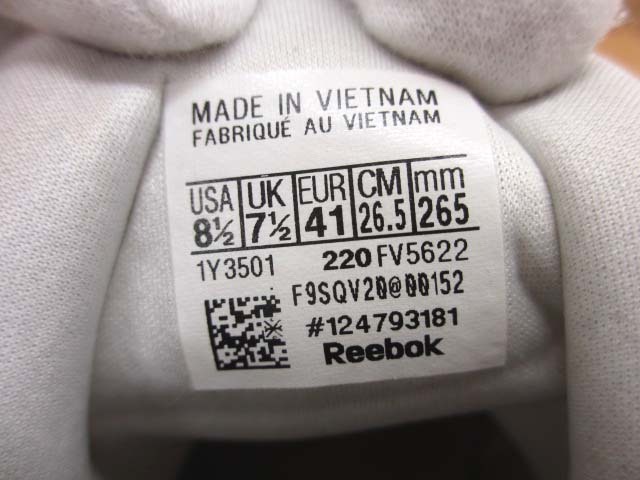 MADE IN VIETNAM
FABRIQUÉ AU VIETNAM
USA UK EUR CM mm
8½ 7½ 41 26.5 265
1Y3501 220 FV5622
F9SQV20@00152
#124793181
Reebok